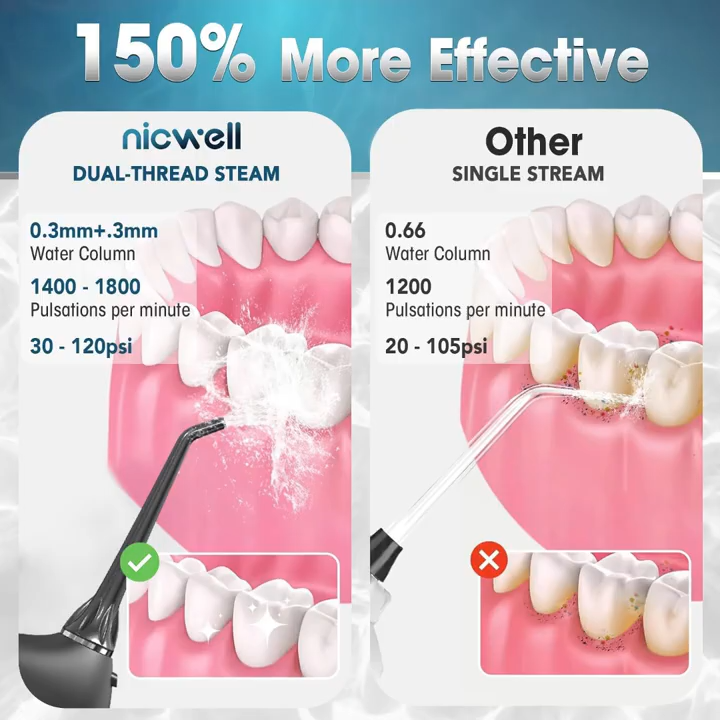 150% More Effective
nicwell
DUAL-THREAD STEAM
0.3mm+.3mm
Water Column
1400 - 1800
Pulsations per minute
30 - 120psi
Other
SINGLE STREAM
0.66
Water Column
1200
Pulsations per minute
20 - 105psi